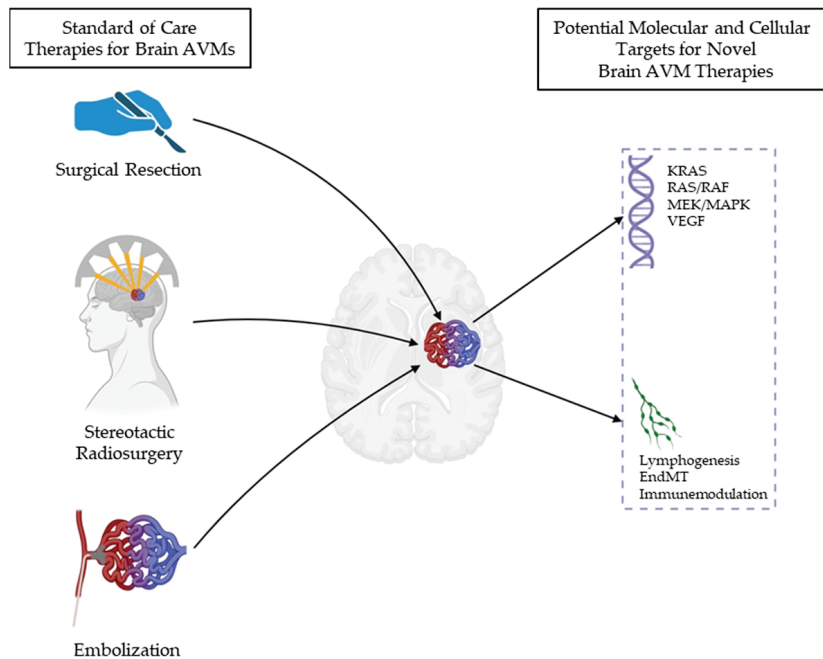 Standard of Care
Therapies for Brain AVMs
Surgical Resection
Stereotactic
Radiosurgery
Embolization
Potential Molecular and Cellular
Targets for Novel
Brain AVM Therapies
KRAS
RAS/RAF
MEK/MAPK
VEGF
Lymphogenesis
EndMT
Immunemodulation